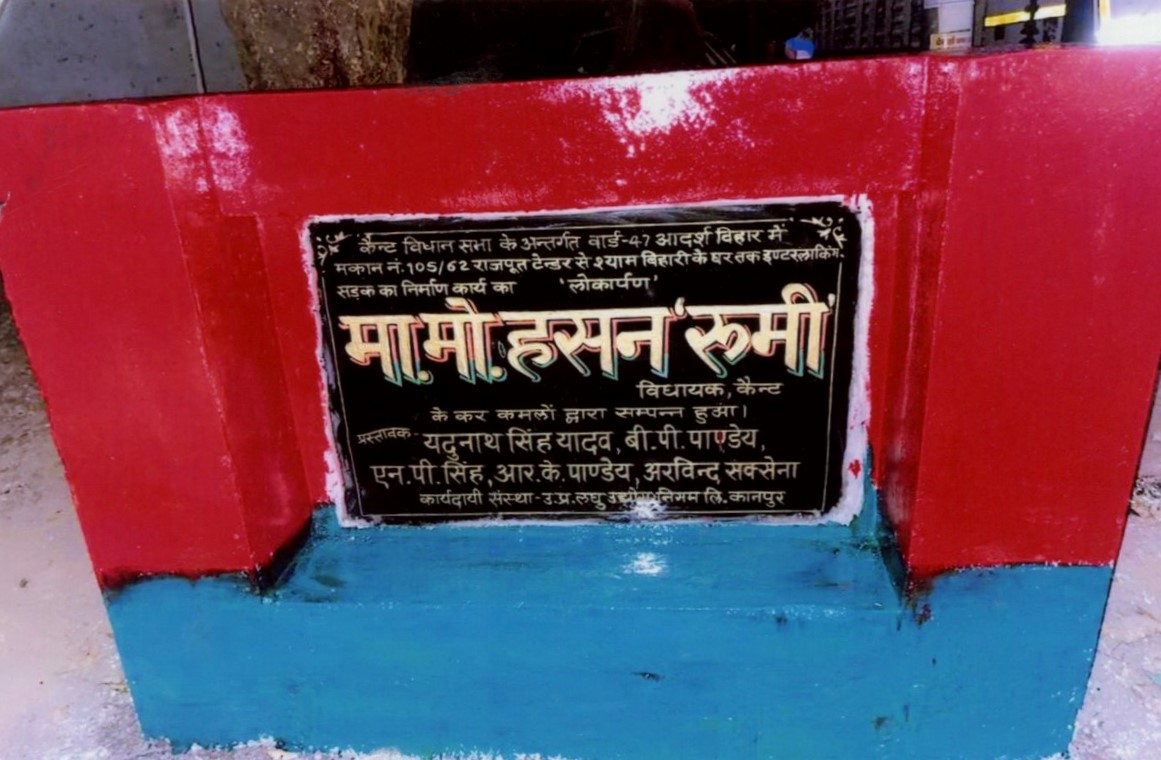 कैन्ट विधान सभा के अन्तर्गत वार्ड-47 आदर्श विहार में
मकान नं.105/62 राजपूत टेन्डर से श्याम बिहारी के घर तक इण्टरलाकिंग
सड़क का निर्माण कार्य का 'लोकार्पण'
मा.मो.हसन 'रूमी'
विधायक, कैन्ट
के कर कमलों द्वारा सम्पन्न हुआ।
प्रस्तावक यदुनाथ सिंह यादव, बी.पी. पाण्डेय,
एन.पी. सिंह, आर.के. पाण्डेय, अरविन्द सक्सेना
कार्यदायी संस्था-उ.प्र.लघु उद्योग निगम लि. कानपुर